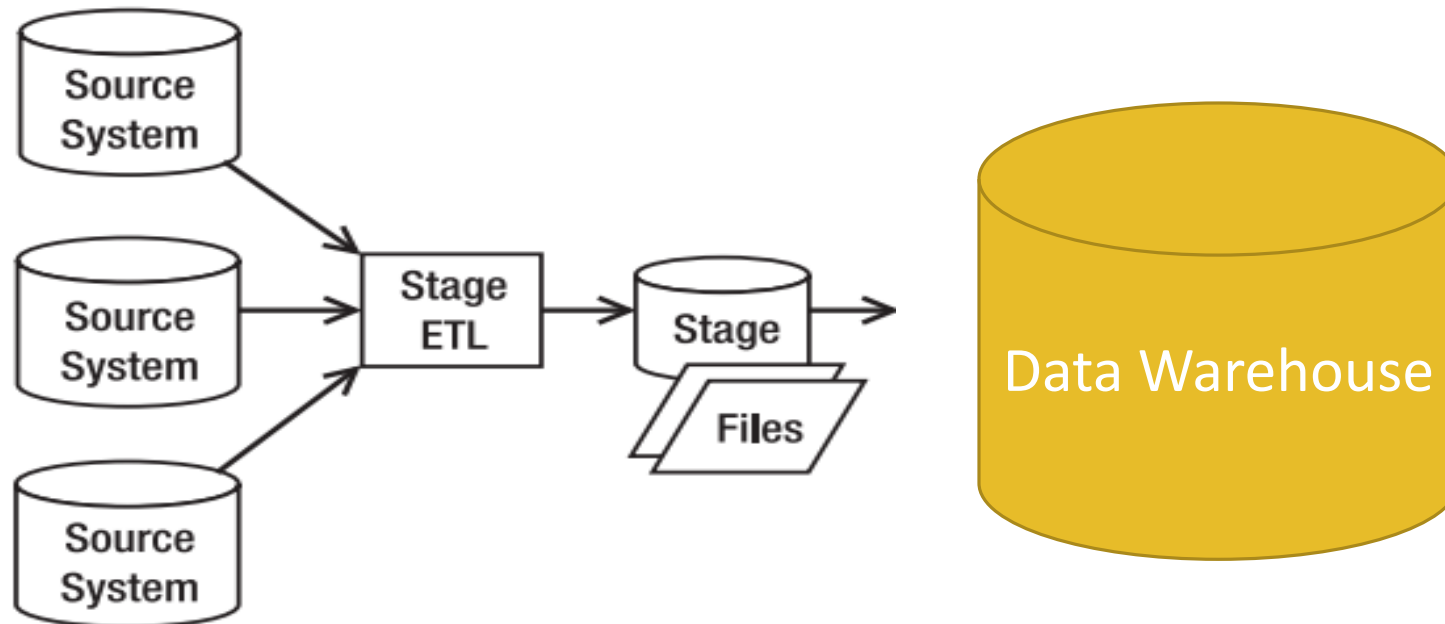 Source
System
Source
System
Source
System
Stage
ETL
Stage
Files
Data Warehouse